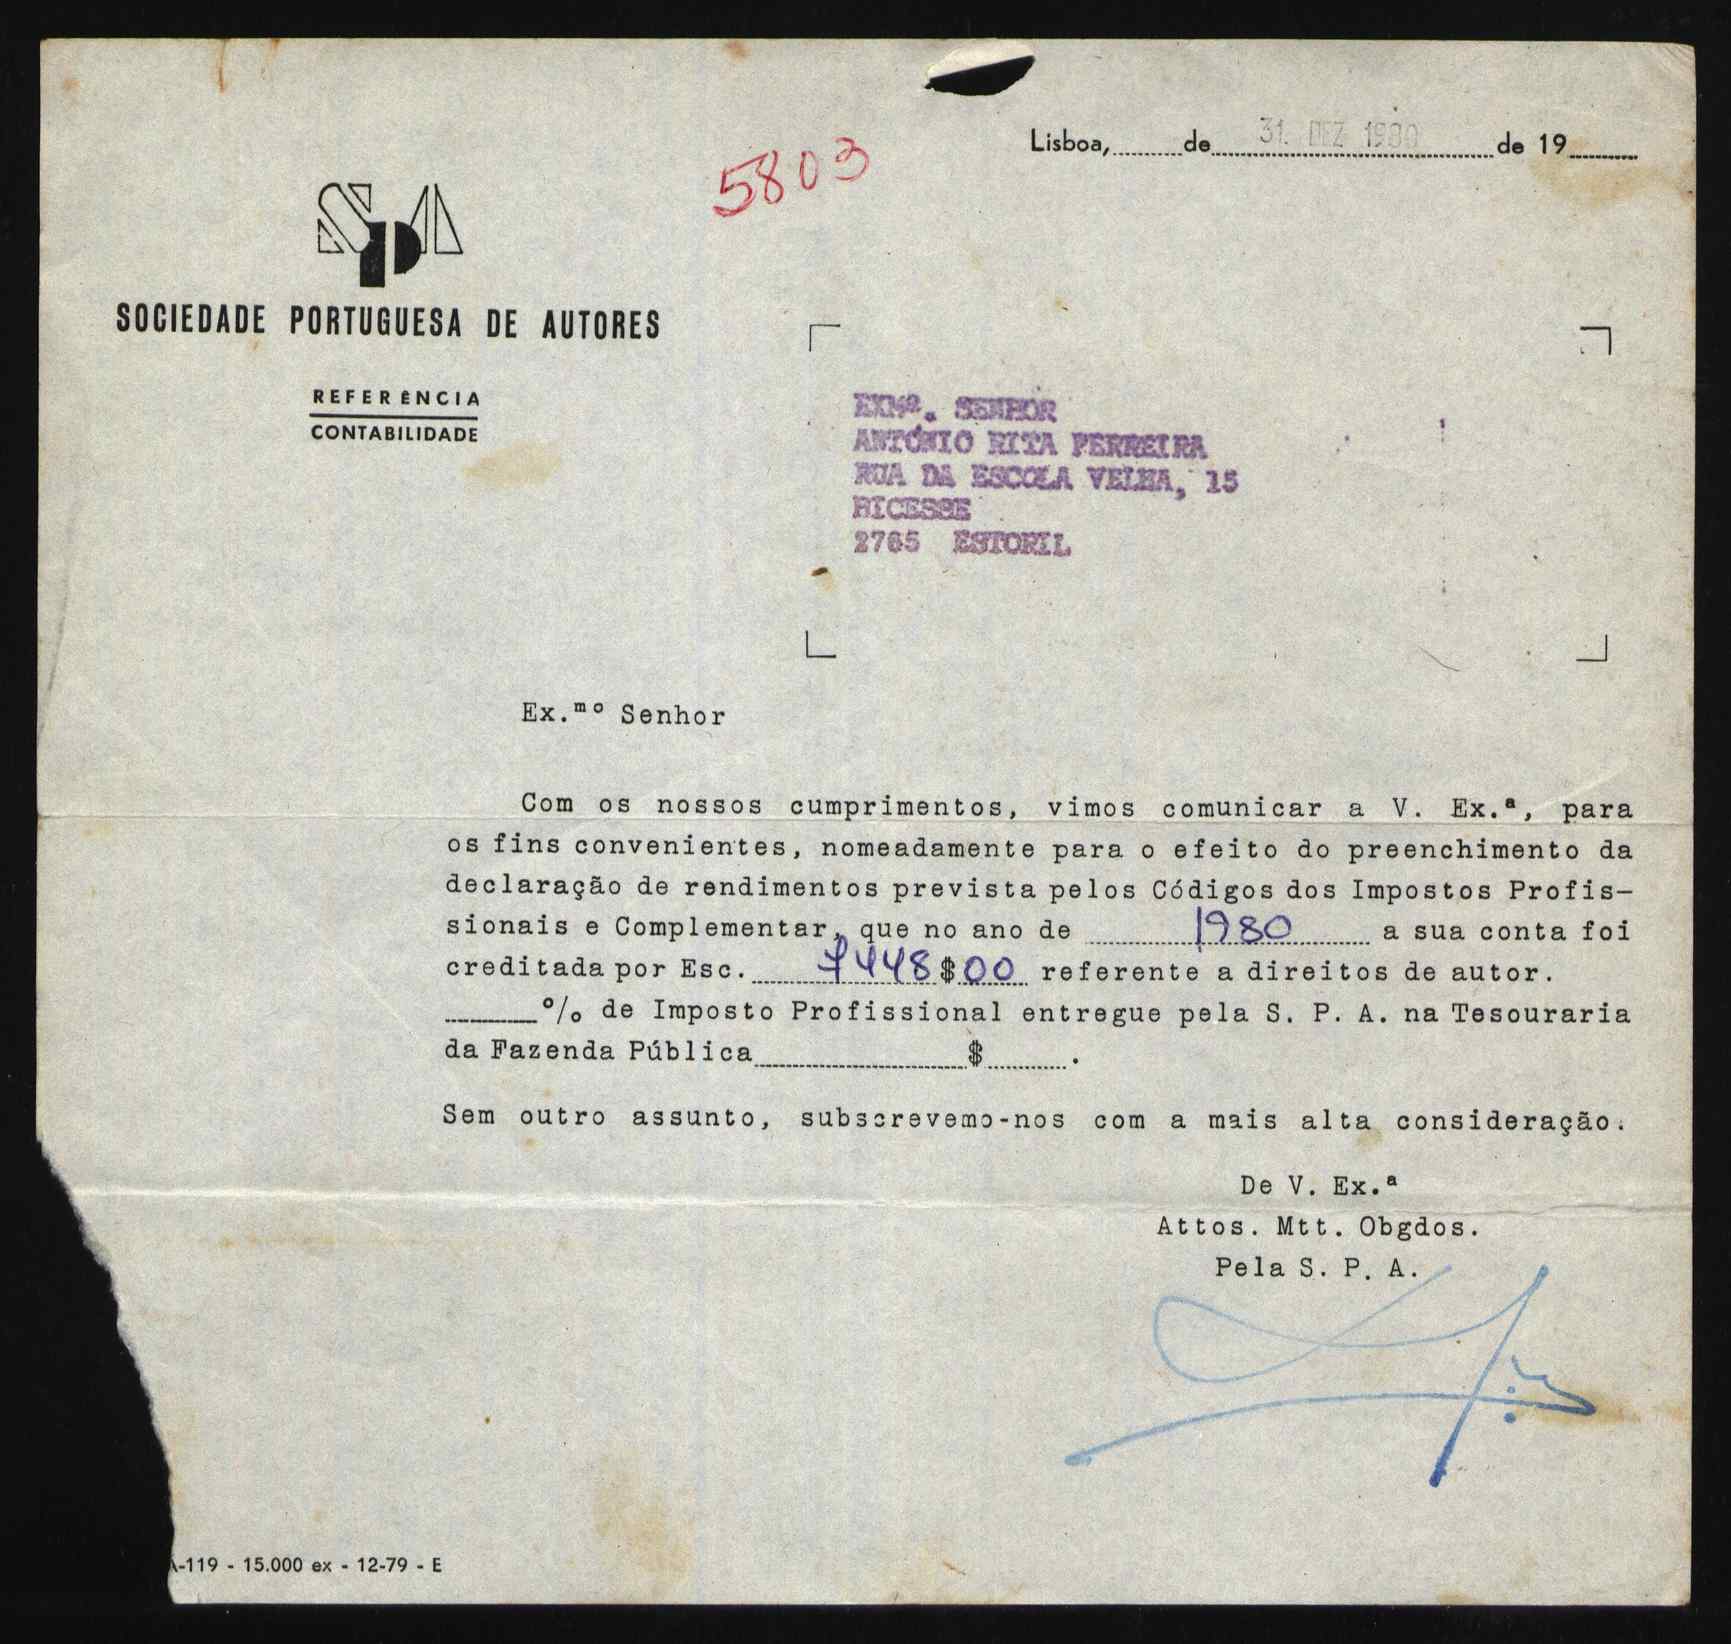 Lisboa, de 31. DEZ 1980 de 19
5803
SPA
SOCIEDADE PORTUGUESA DE AUTORES
REFERÊNCIA
CONTABILIDADE
EXMº. SENHOR
ANTÓNIO RITA FERREIRA
RUA DA ESCOLA VELHA, 15
BICESSE
2765 ESTORIL
Ex.ᵐᵒ Senhor
Com os nossos cumprimentos, vimos comunicar a V. Ex.ª, para
os fins convenientes, nomeadamente para o efeito do preenchimento da
declaração de rendimentos prevista pelos Códigos dos Impostos Profis-
sionais e Complementar, que no ano de 1980 a sua conta foi
creditada por Esc. 7448$00 referente a direitos de autor.
% de Imposto Profissional entregue pela S. P. A. na Tesouraria
da Fazenda Pública $ .
Sem outro assunto, subscrevemo-nos com a mais alta consideração.
De V. Ex.ª
Attos. Mtt. Obgdos.
Pela S. P. A.
-119 - 15.000 ex - 12-79 - E